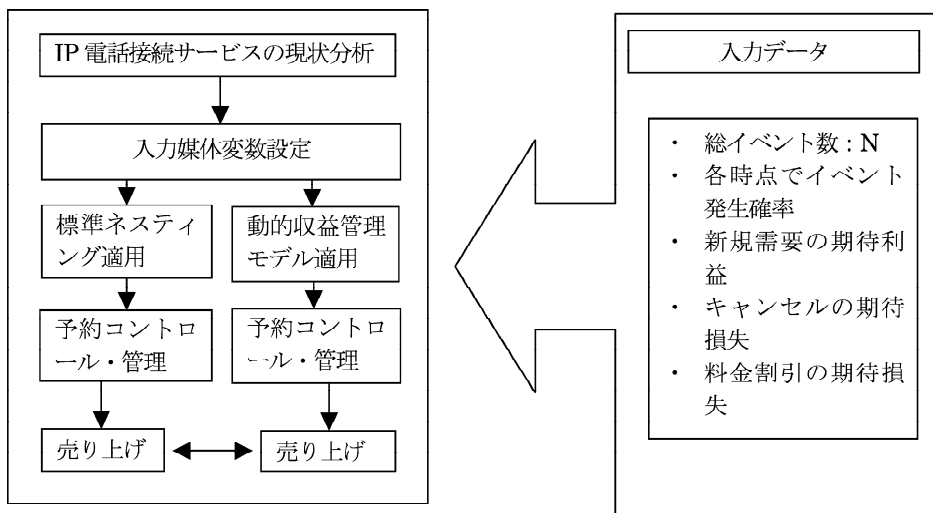 IP 電話接続サービスの現状分析
入力媒体変数設定
標準ネスティ
ング適用
動的収益管理
モデル適用
予約コントロ
ール・管理
予約コントロ
ール・管理
売り上げ
売り上げ
入力データ
・ 総イベント数 : N
・ 各時点でイベント
発生確率
・ 新規需要の期待利
益
・ キャンセルの期待
損失
・ 料金割引の期待損
失